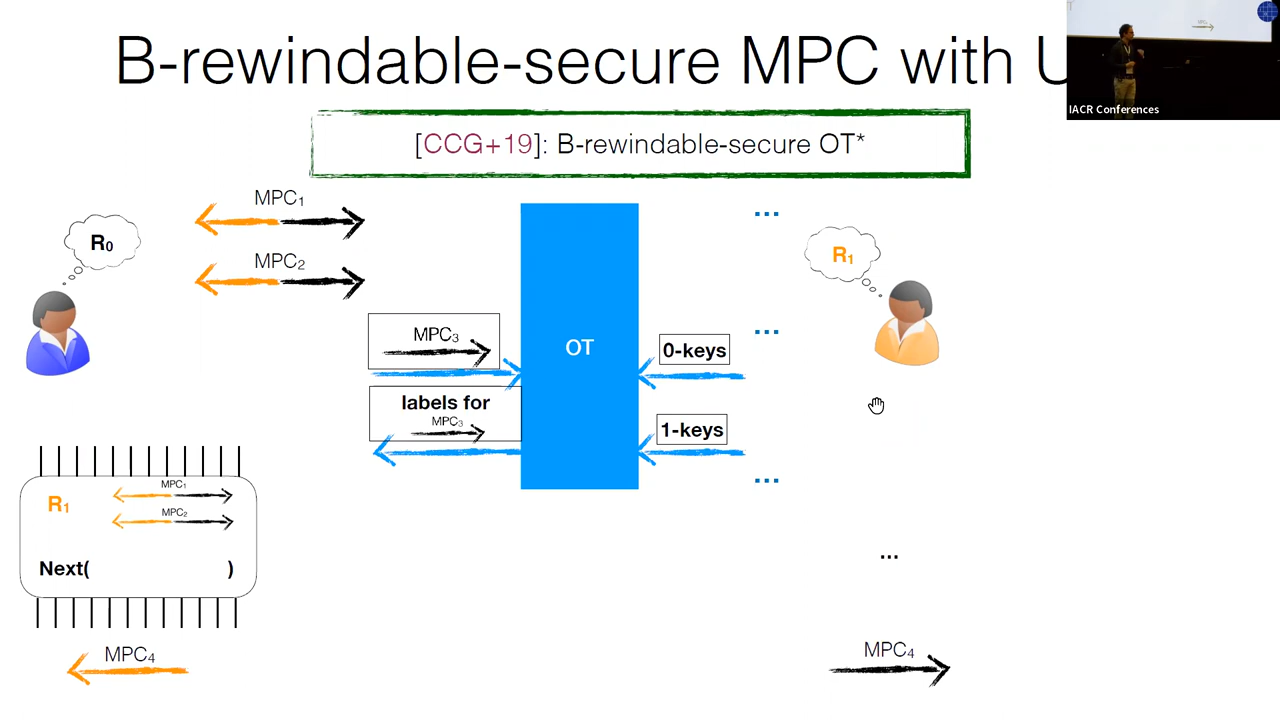 B-rewindable-secure MPC with U
IACR Conferences
[CCG+19]: B-rewindable-secure OT*
MPC₁
...
R₀
R₁
MPC₂
MPC₃
OT
...
0-keys
labels for
MPC₃
1-keys
...
R₁
MPC₁
MPC₂
Next( )
...
MPC₄
MPC₄